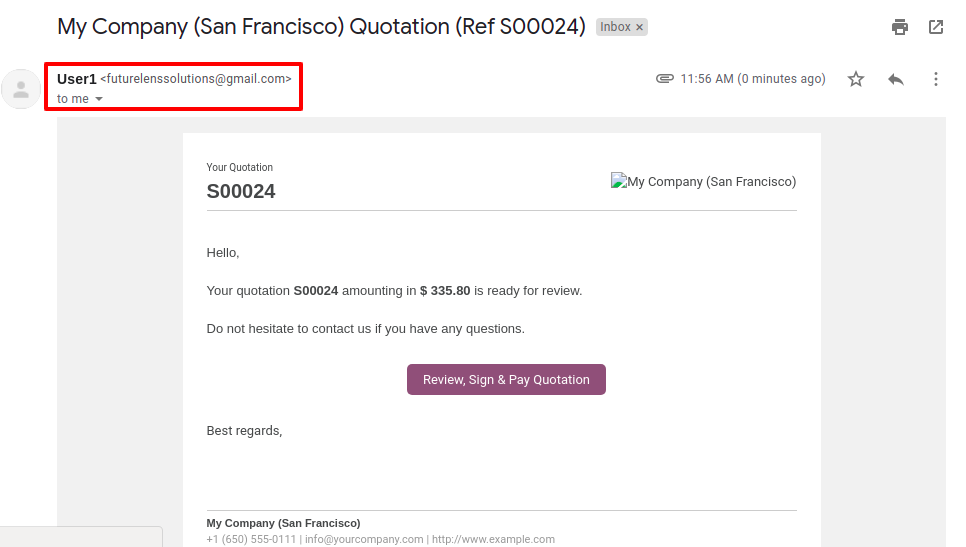 My Company (San Francisco) Quotation (Ref S00024) Inbox ×
User1 <futurelenssolutions@gmail.com> 11:56 AM (0 minutes ago)
to me
Your Quotation
S00024
My Company (San Francisco)
Hello,
Your quotation S00024 amounting in $ 335.80 is ready for review.
Do not hesitate to contact us if you have any questions.
Review, Sign & Pay Quotation
Best regards,
My Company (San Francisco)
+1 (650) 555-0111 | info@yourcompany.com | http://www.example.com